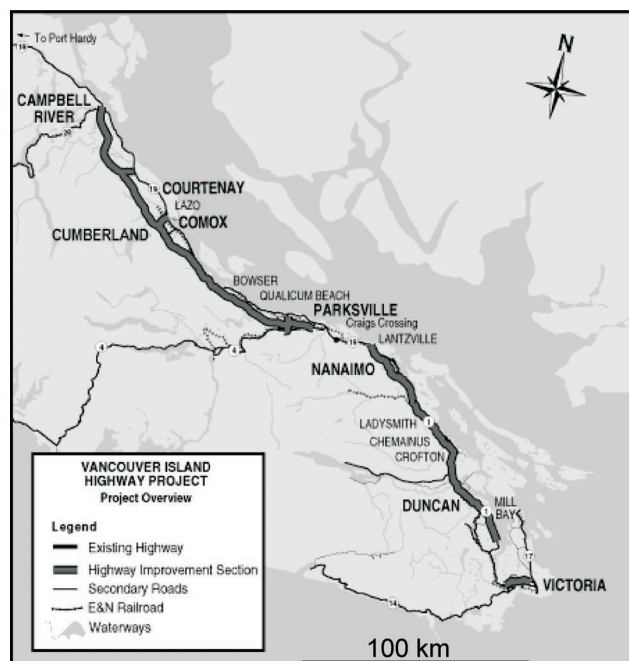 To Port Hardy
19
N
CAMPBELL
RIVER
28
19
COURTENAY
LAZO
COMOX
CUMBERLAND
BOWSER
QUALICUM BEACH
PARKSVILLE
Craigs Crossing
19
LANTZVILLE
4
4
NANAIMO
1
LADYSMITH
CHEMAINUS
CROFTON
DUNCAN
1
MILL
BAY
17
VICTORIA
14
VANCOUVER ISLAND
HIGHWAY PROJECT
Project Overview
Legend
Existing Highway
Highway Improvement Section
Secondary Roads
E&N Railroad
Waterways
100 km